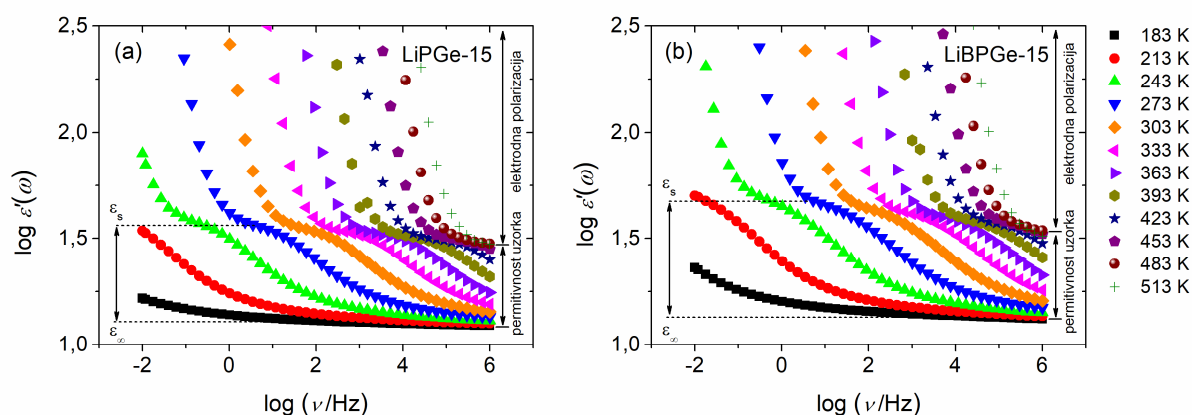 (a)
LiPGe-15
log ε'(ω)
2,5
2,0
1,5
1,0
εs
ε∞
elektrodna polarizacija
permitivnost uzorka
-2 0 2 4 6
log (ν/Hz)
(b)
LiBPGe-15
log ε'(ω)
2,5
2,0
1,5
1,0
εs
ε∞
elektrodna polarizacija
permitivnost uzorka
-2 0 2 4 6
log (ν/Hz)
183 K
213 K
243 K
273 K
303 K
333 K
363 K
393 K
423 K
453 K
483 K
513 K